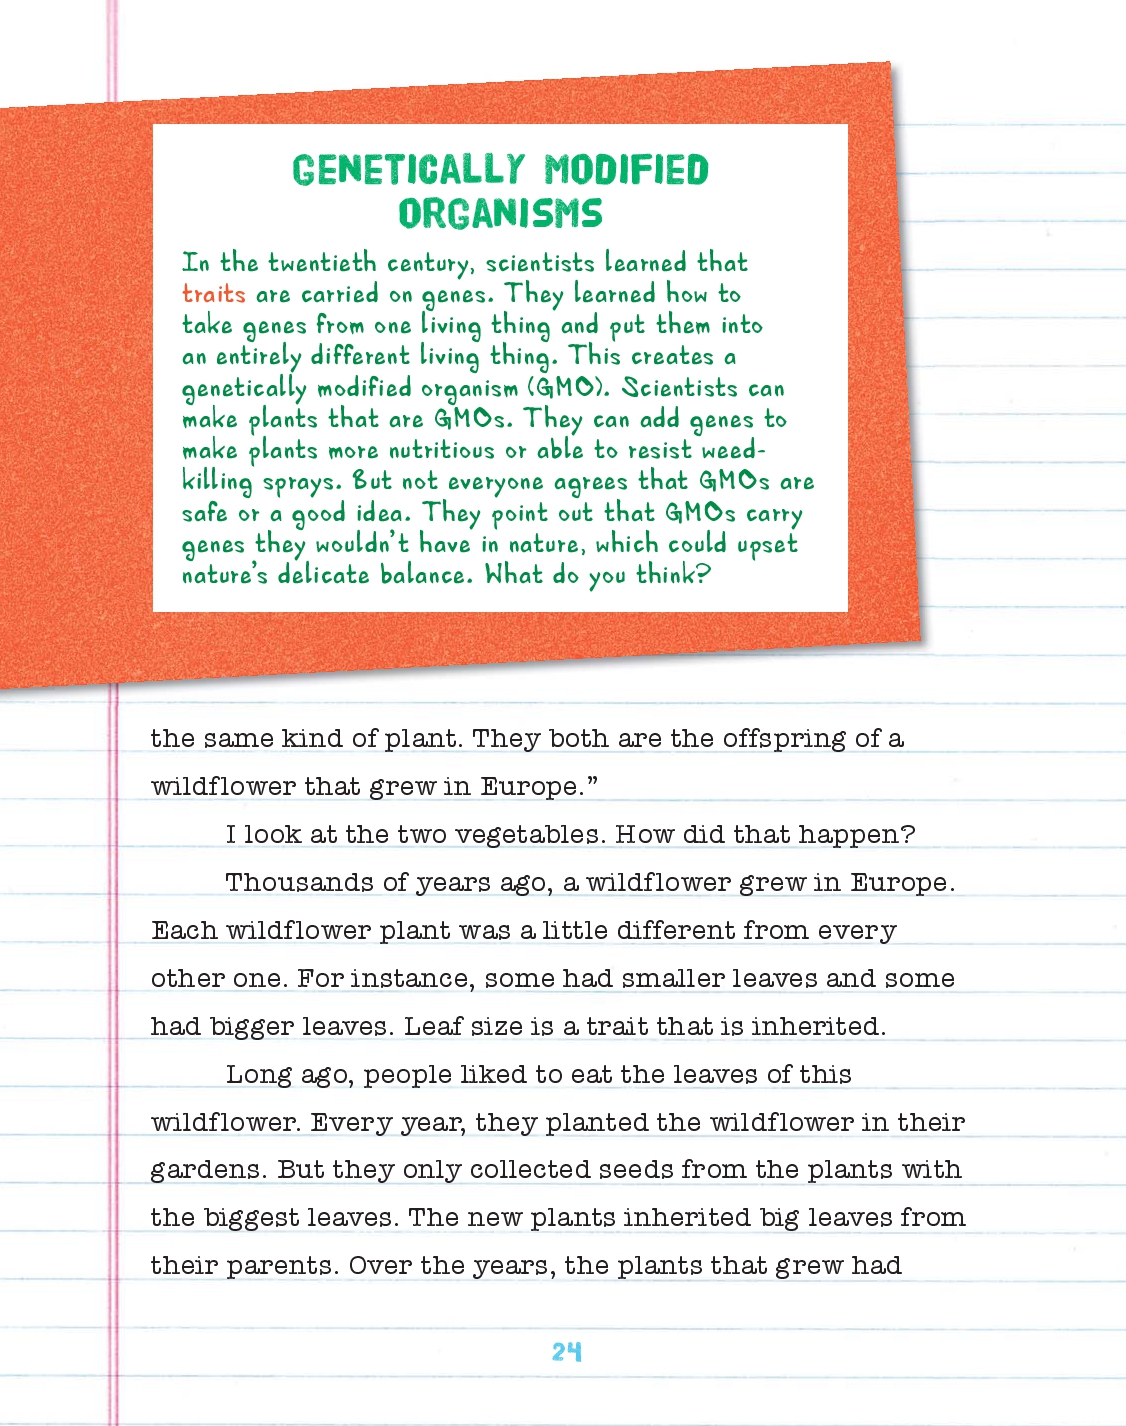 GENETICALLY MODIFIED
ORGANISMS
In the twentieth century, scientists learned that
traits are carried on genes. They learned how to
take genes from one living thing and put them into
an entirely different living thing. This creates a
genetically modified organism (GMO). Scientists can
make plants that are GMOs. They can add genes to
make plants more nutritious or able to resist weed-
killing sprays. But not everyone agrees that GMOs are
safe or a good idea. They point out that GMOs carry
genes they wouldn't have in nature, which could upset
nature's delicate balance. What do you think?
the same kind of plant. They both are the offspring of a
wildflower that grew in Europe.”
I look at the two vegetables. How did that happen?
Thousands of years ago, a wildflower grew in Europe.
Each wildflower plant was a little different from every
other one. For instance, some had smaller leaves and some
had bigger leaves. Leaf size is a trait that is inherited.
Long ago, people liked to eat the leaves of this
wildflower. Every year, they planted the wildflower in their
gardens. But they only collected seeds from the plants with
the biggest leaves. The new plants inherited big leaves from
their parents. Over the years, the plants that grew had
24